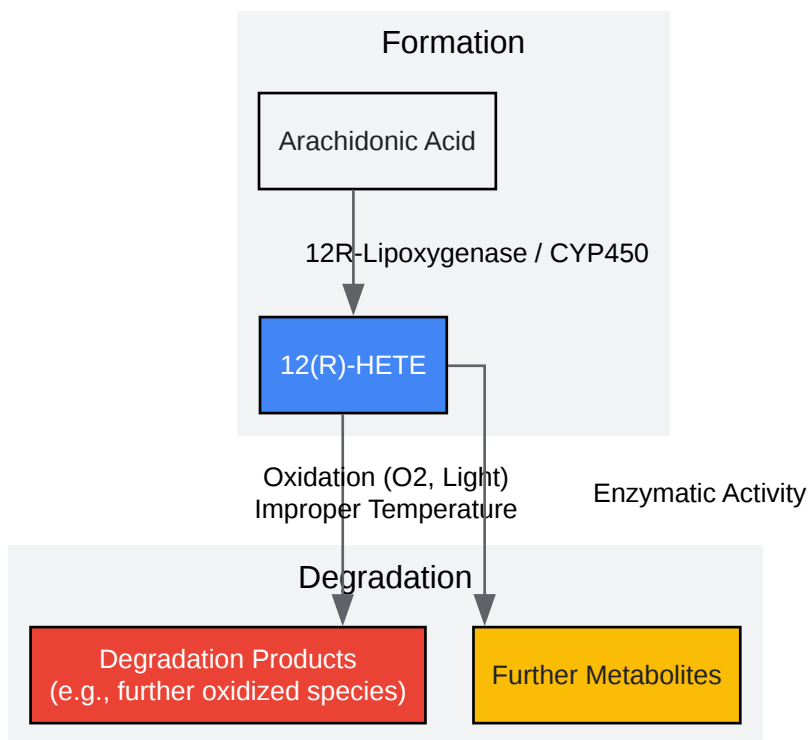 Formation
Arachidonic Acid
12R-Lipoxygenase / CYP450
12(R)-HETE
Oxidation (O2, Light)
Improper Temperature
Enzymatic Activity
Degradation
Degradation Products
(e.g., further oxidized species)
Further Metabolites